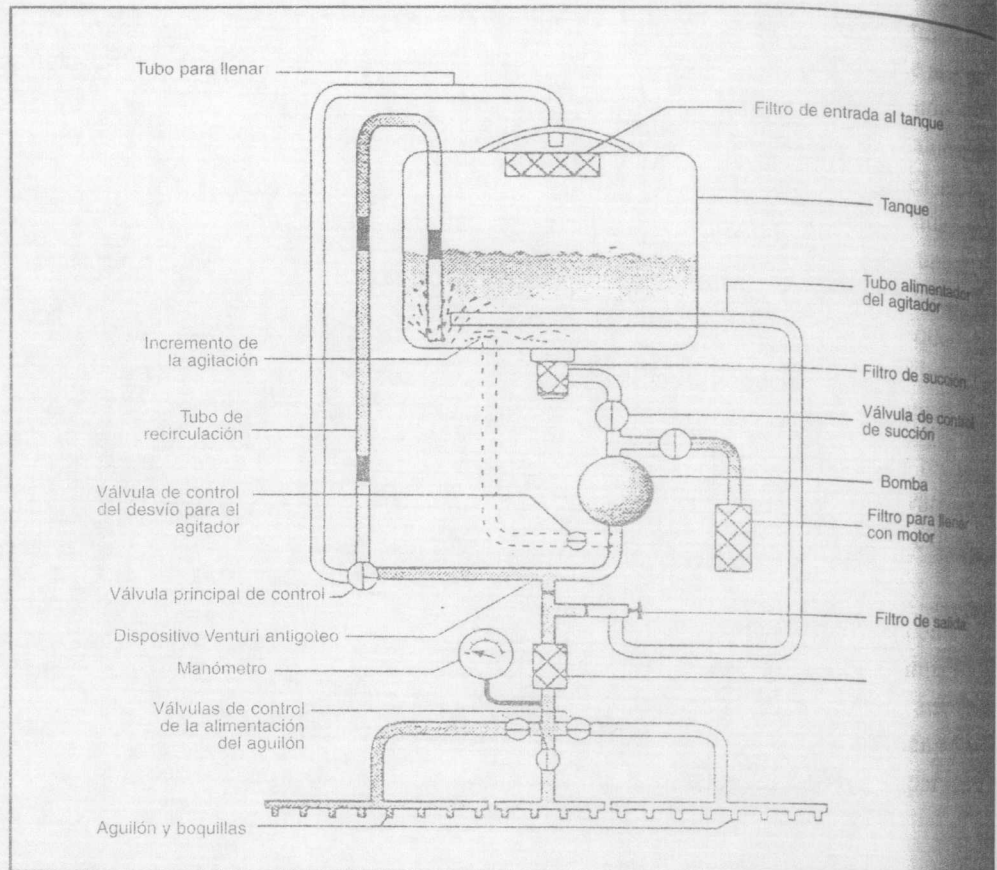 Tubo para llenar
Filtro de entrada al tanque
Tanque
Tubo alimentador
del agitador
Incremento de
la agitación
Filtro de succión
Tubo de
recirculación
Válvula de control
de succión
Bomba
Válvula de control
del desvío para el
agitador
Filtro para llenar
con motor
Válvula principal de control
Filtro de salida
Dispositivo Venturi antigoteo
Manómetro
Válvulas de control
de la alimentación
del aguilón
Aguilón y boquillas